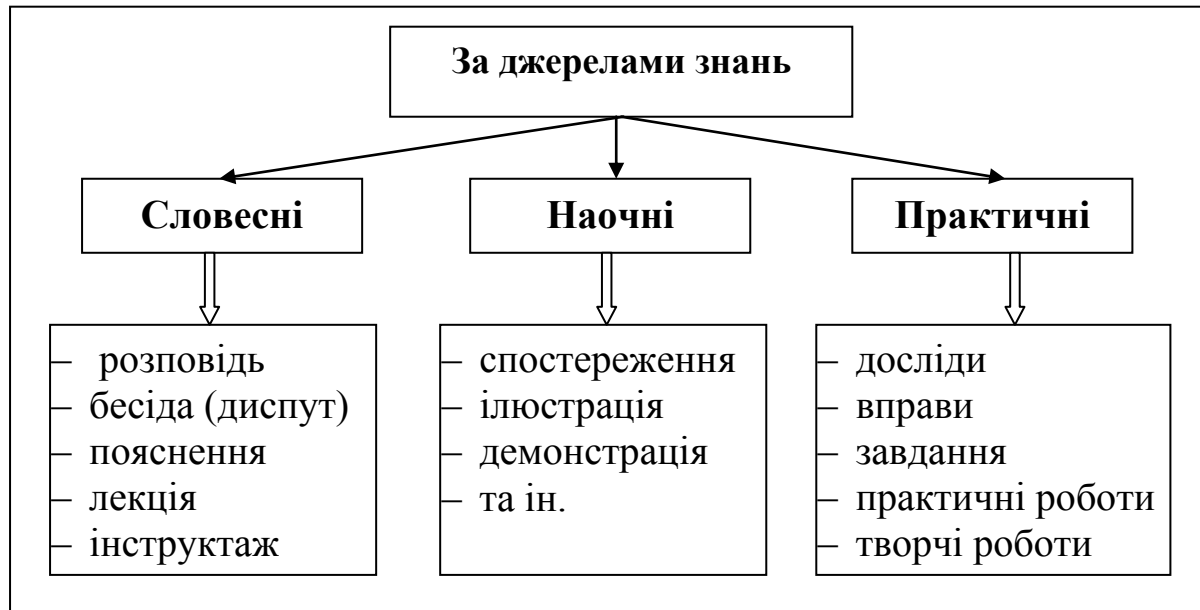 За джерелами знань
Словесні
Наочні
Практичні
– розповідь
– бесіда (диспут)
– пояснення
– лекція
– інструктаж
– спостереження
– ілюстрація
– демонстрація
– та ін.
– досліди
– вправи
– завдання
– практичні роботи
– творчі роботи